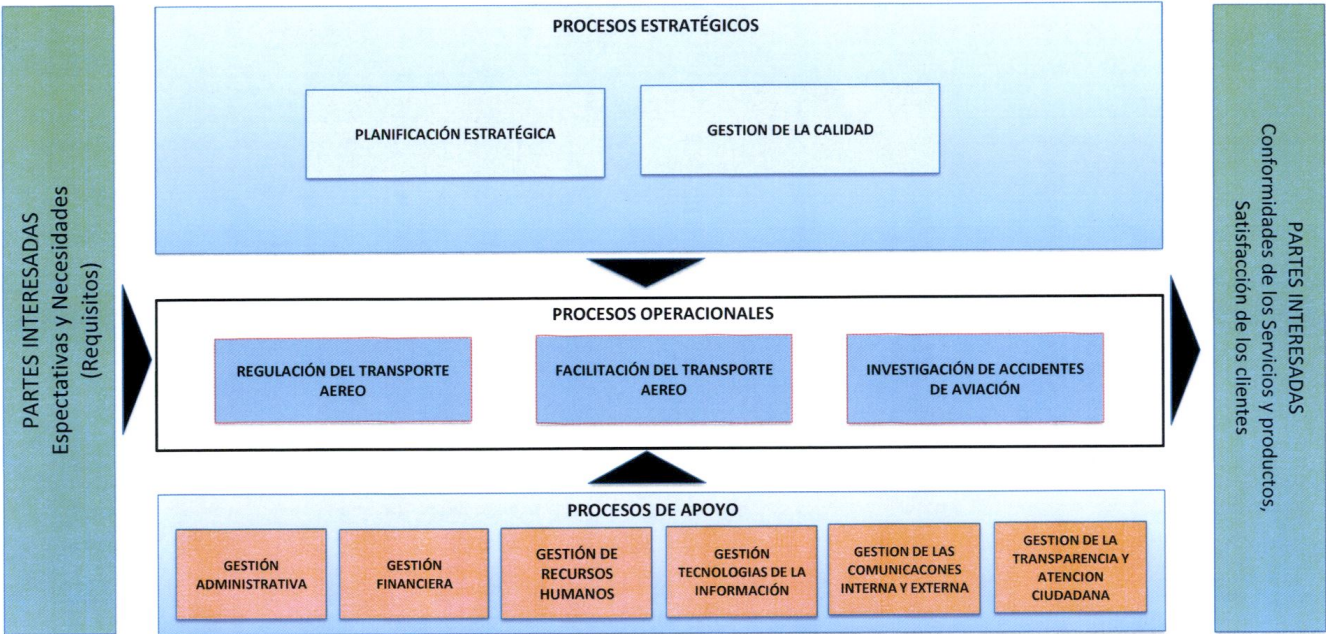 PARTES INTERESADAS
Espectativas y Necesidades
(Requisitos)
PROCESOS ESTRATÉGICOS
PLANIFICACIÓN ESTRATÉGICA
GESTION DE LA CALIDAD
PROCESOS OPERACIONALES
REGULACIÓN DEL TRANSPORTE
AEREO
FACILITACIÓN DEL TRANSPORTE
AEREO
INVESTIGACIÓN DE ACCIDENTES
DE AVIACIÓN
PROCESOS DE APOYO
GESTIÓN
ADMINISTRATIVA
GESTIÓN
FINANCIERA
GESTIÓN DE
RECURSOS
HUMANOS
GESTIÓN
TECNOLOGIAS DE LA
INFORMACIÓN
GESTION DE LAS
COMUNICACONES
INTERNA Y EXTERNA
GESTION DE LA
TRANSPARENCIA Y
ATENCION
CIUDADANA
PARTES INTERESADAS
Conformidades de los Servicios y productos,
Satisfacción de los clientes